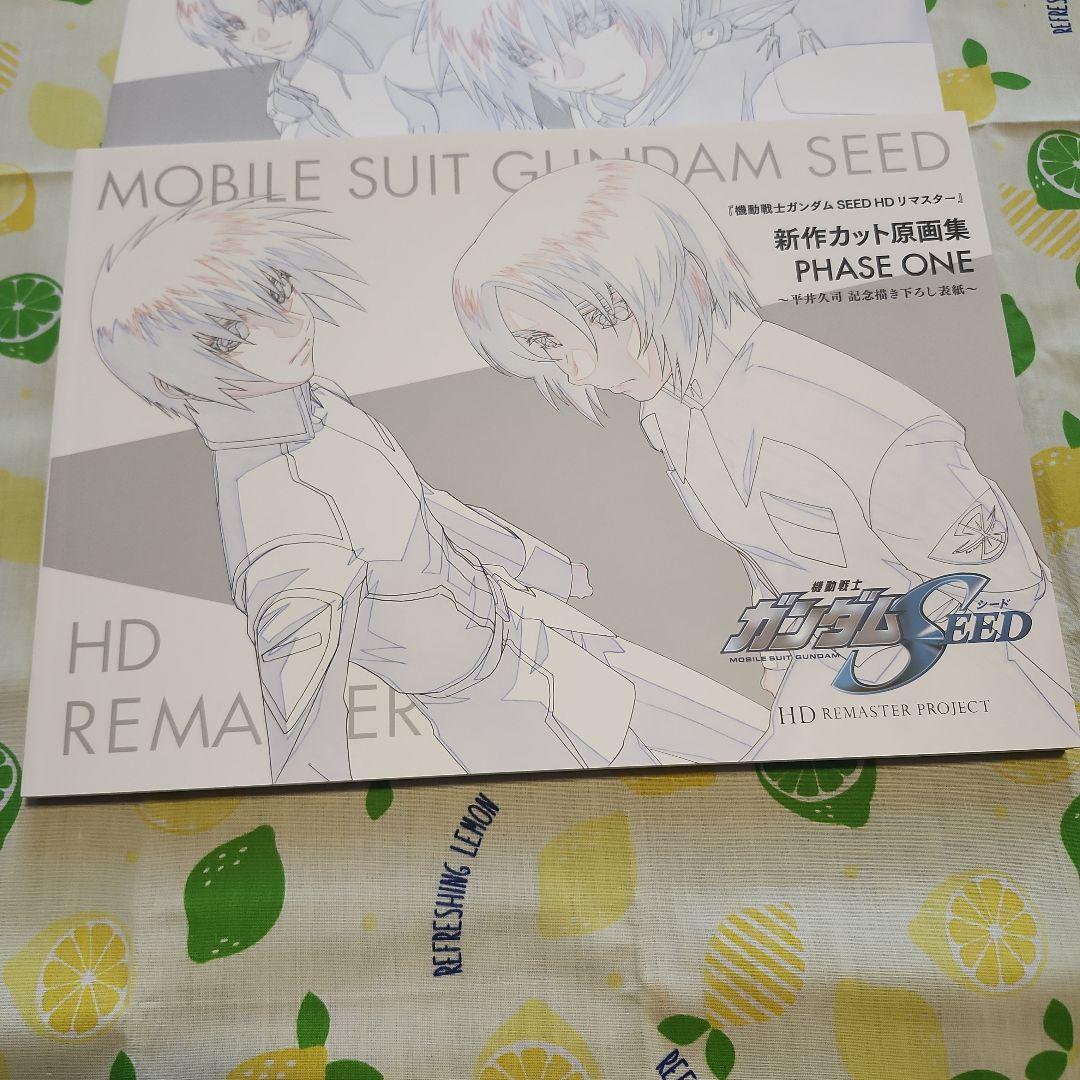 REFRESHING
MOBILE SUIT GUNDAM SEED
『機動戦士ガンダム SEED HD リマスター』
新作カット原画集
PHASE ONE
～平井久司 記念描き下ろし表紙～
機動戦士
ガンダムSEED
シード
MOBILE SUIT GUNDAM
HD REMASTER PROJECT
HD
REMASTER
REFRESHING LEMON